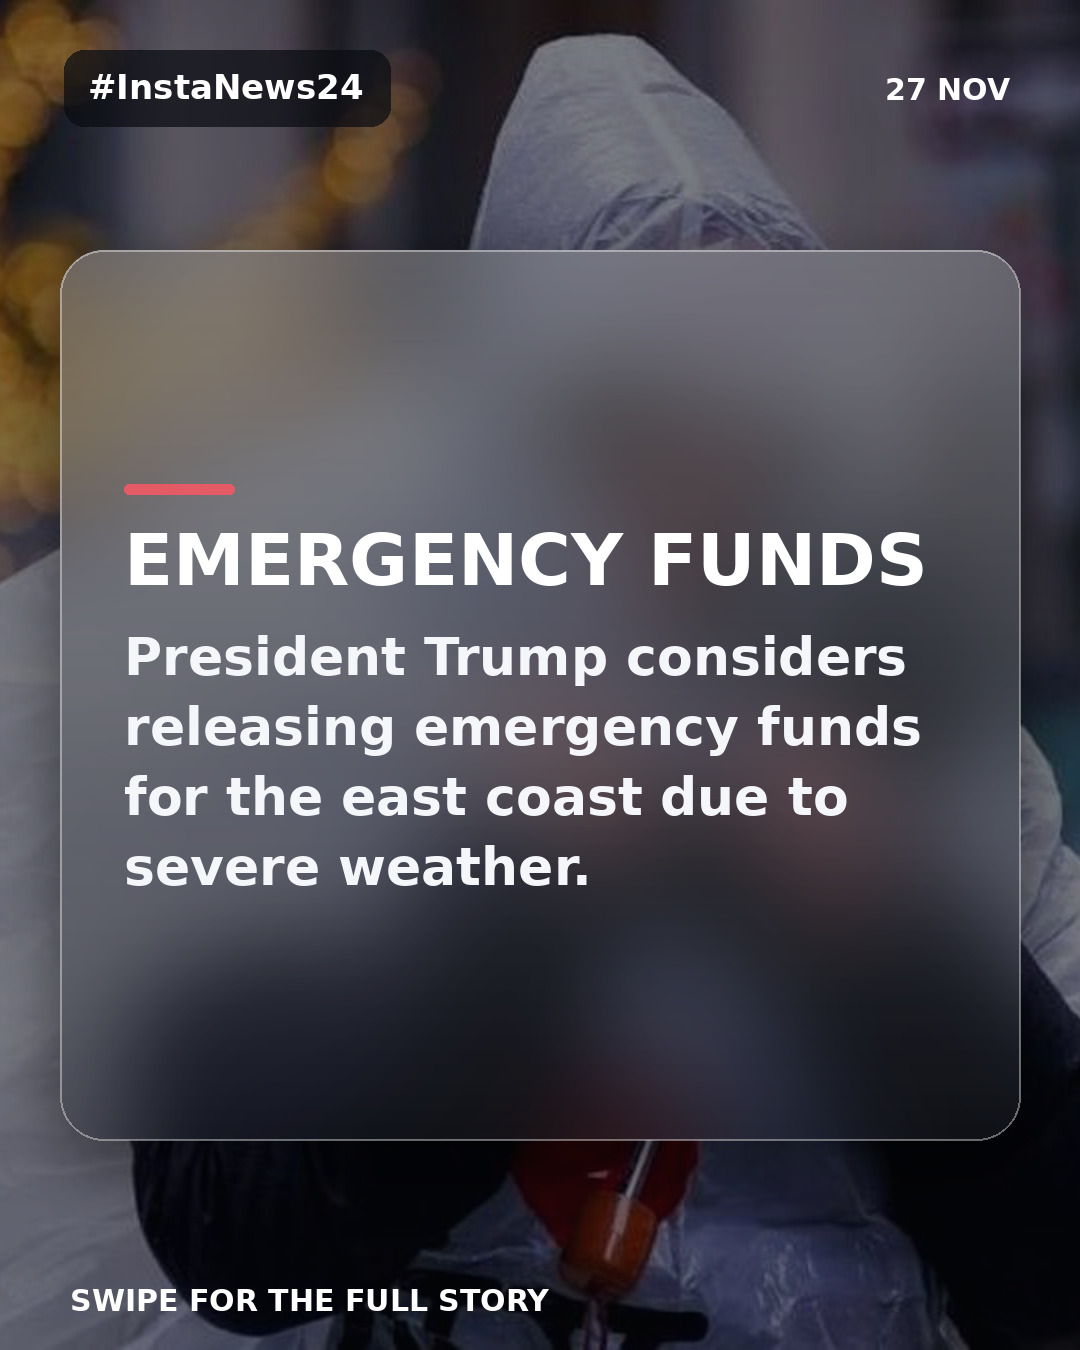 #InstaNews24
27 NOV
EMERGENCY FUNDS
President Trump considers
releasing emergency funds
for the east coast due to
severe weather.
SWIPE FOR THE FULL STORY